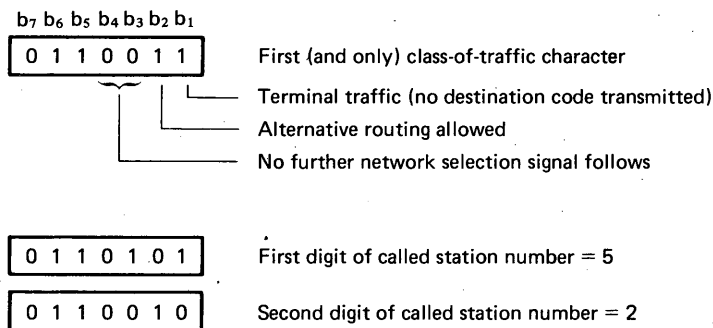 b7 b6 b5 b4 b3 b2 b1
0 1 1 0 0 1 1 First (and only) class-of-traffic character
Terminal traffic (no destination code transmitted)
Alternative routing allowed
No further network selection signal follows
0 1 1 0 1 0 1 First digit of called station number = 5
0 1 1 0 0 1 0 Second digit of called station number = 2